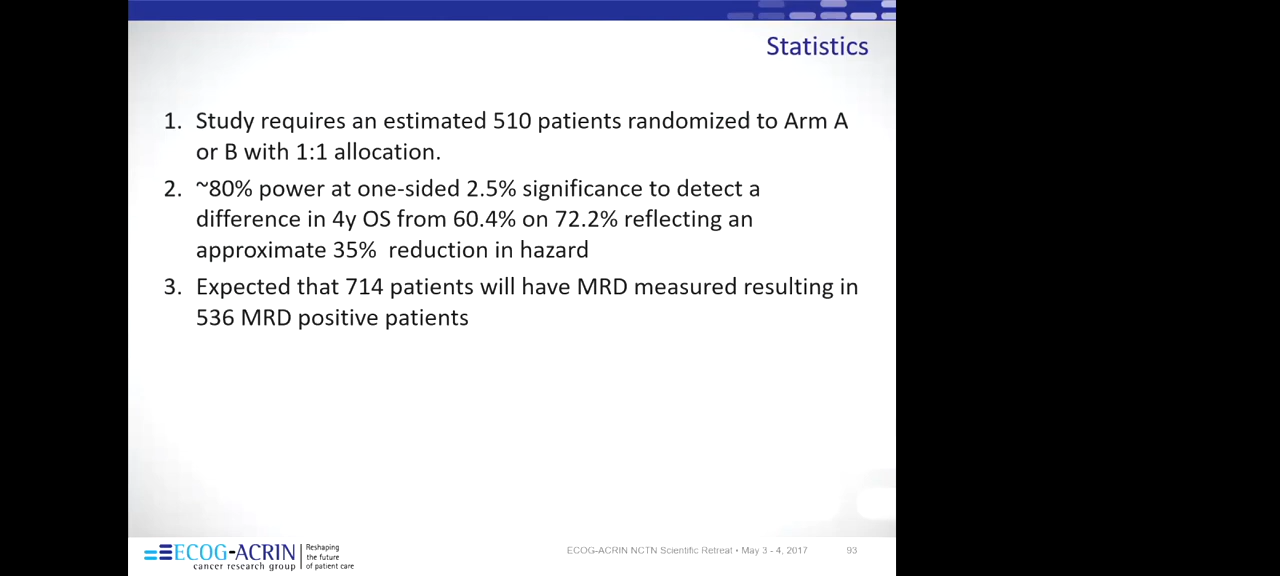 Statistics
1. Study requires an estimated 510 patients randomized to Arm A
or B with 1:1 allocation.
2. ~80% power at one-sided 2.5% significance to detect a
difference in 4y OS from 60.4% on 72.2% reflecting an
approximate 35% reduction in hazard
3. Expected that 714 patients will have MRD measured resulting in
536 MRD positive patients
ECOG-ACRIN
cancer research group
Reshaping
the future
of patient care
ECOG-ACRIN NCTN Scientific Retreat • May 3 - 4, 2017
93